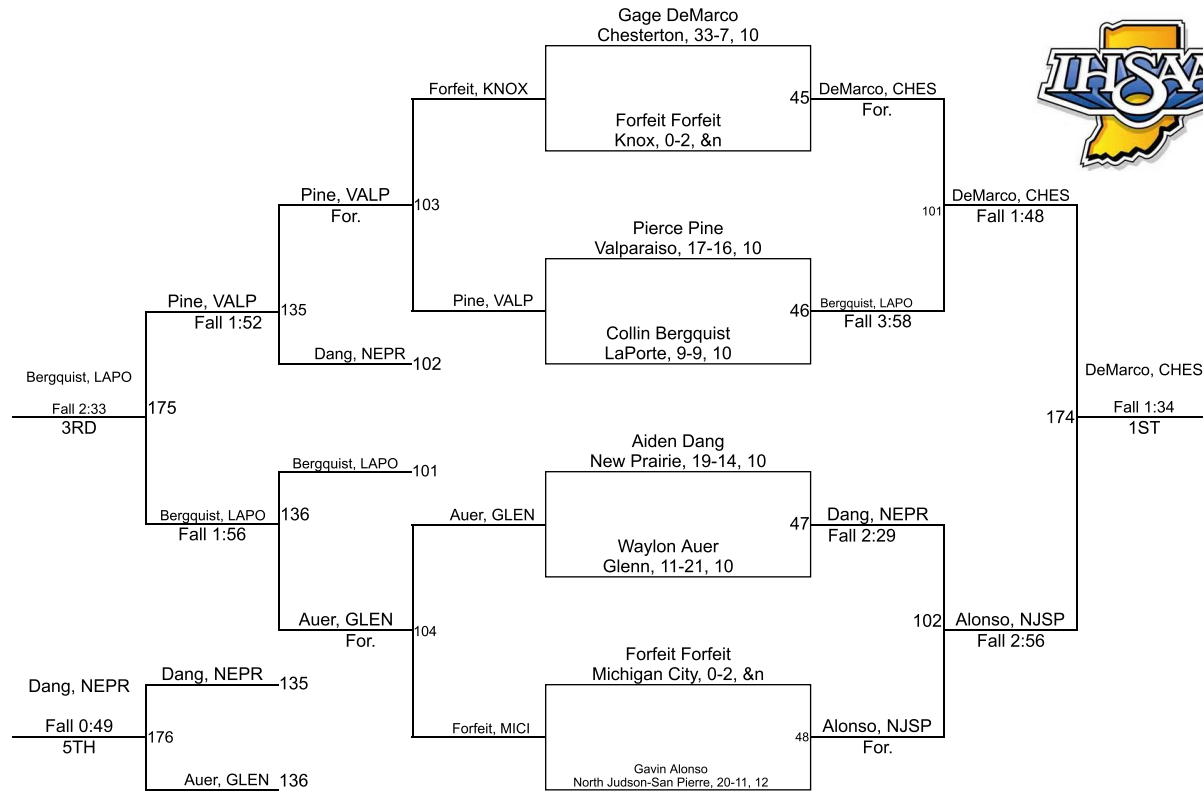 Gage DeMarco
Chesterton, 33-7, 10
IHSAA
Forfeit, KNOX
45
DeMarco, CHES
For.
Forfeit Forfeit
Knox, 0-2, &n
Pine, VALP
For.
103
101
DeMarco, CHES
Fall 1:48
Pierce Pine
Valparaiso, 17-16, 10
Pine, VALP
Fall 1:52
135
Pine, VALP
46
Bergquist, LAPO
Fall 3:58
Collin Bergquist
LaPorte, 9-9, 10
Dang, NEPR
102
Bergquist, LAPO
Fall 2:33
3RD
175
174
DeMarco, CHES
Fall 1:34
1ST
Aiden Dang
New Prairie, 19-14, 10
Bergquist, LAPO
101
Bergquist, LAPO
Fall 1:56
136
Auer, GLEN
47
Dang, NEPR
Fall 2:29
Waylon Auer
Glenn, 11-21, 10
Auer, GLEN
For.
104
102
Alonso, NJSP
Fall 2:56
Forfeit Forfeit
Michigan City, 0-2, &n
Dang, NEPR
Fall 0:49
5TH
Dang, NEPR
135
176
Auer, GLEN
136
Forfeit, MICI
48
Alonso, NJSP
For.
Gavin Alonso
North Judson-San Pierre, 20-11, 12